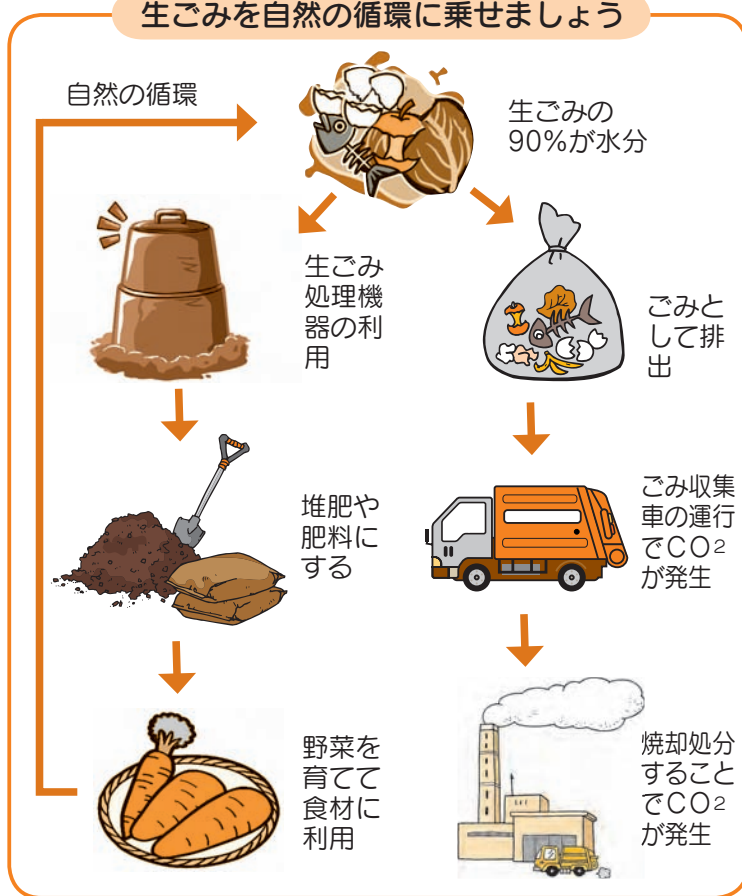 生ごみを自然の循環に乗せましょう
自然の循環
生ごみの
90%が水分
生ごみ
処理機
器の利
用
ごみと
して排
出
堆肥や
肥料に
する
ごみ収集
車の運行
でCO2
が発生
野菜を
育てて
食材に
利用
焼却処分
すること
でCO2
が発生